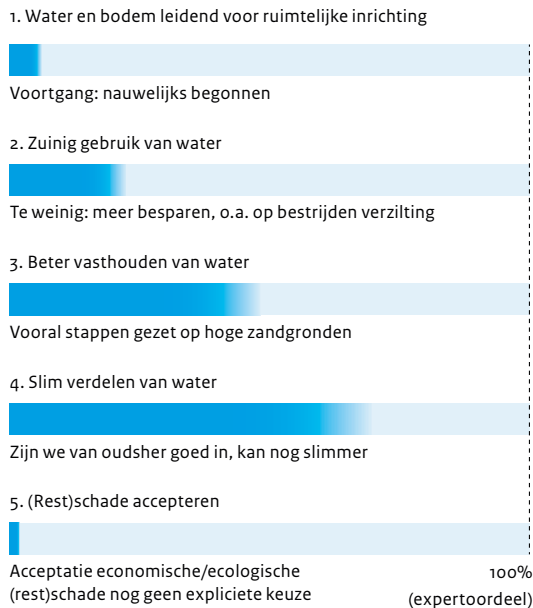 1. Water en bodem leidend voor ruimtelijke inrichting
Voortgang: nauwelijks begonnen
2. Zuinig gebruik van water
Te weinig: meer besparen, o.a. op bestrijden verzilting
3. Beter vasthouden van water
Vooral stappen gezet op hoge zandgronden
4. Slim verdelen van water
Zijn we van oudsher goed in, kan nog slimmer
5. (Rest)schade accepteren
Acceptatie economische/ecologische
(rest)schade nog geen expliciete keuze
100%
(expertoordeel)